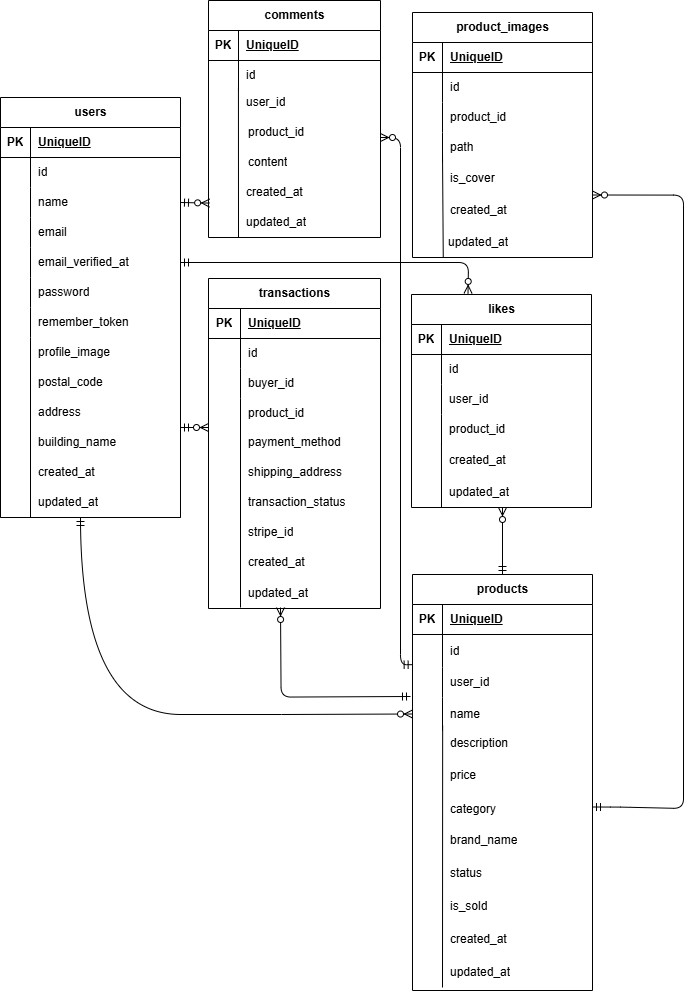 comments
PK UniqueID
id
user_id
product_id
content
created_at
updated_at
product_images
PK UniqueID
id
product_id
path
is_cover
created_at
updated_at
users
PK UniqueID
id
name
email
email_verified_at
password
remember_token
profile_image
postal_code
address
building_name
created_at
updated_at
transactions
PK UniqueID
id
buyer_id
product_id
payment_method
shipping_address
transaction_status
stripe_id
created_at
updated_at
likes
PK UniqueID
id
user_id
product_id
created_at
updated_at
products
PK UniqueID
id
user_id
name
description
price
category
brand_name
status
is_sold
created_at
updated_at